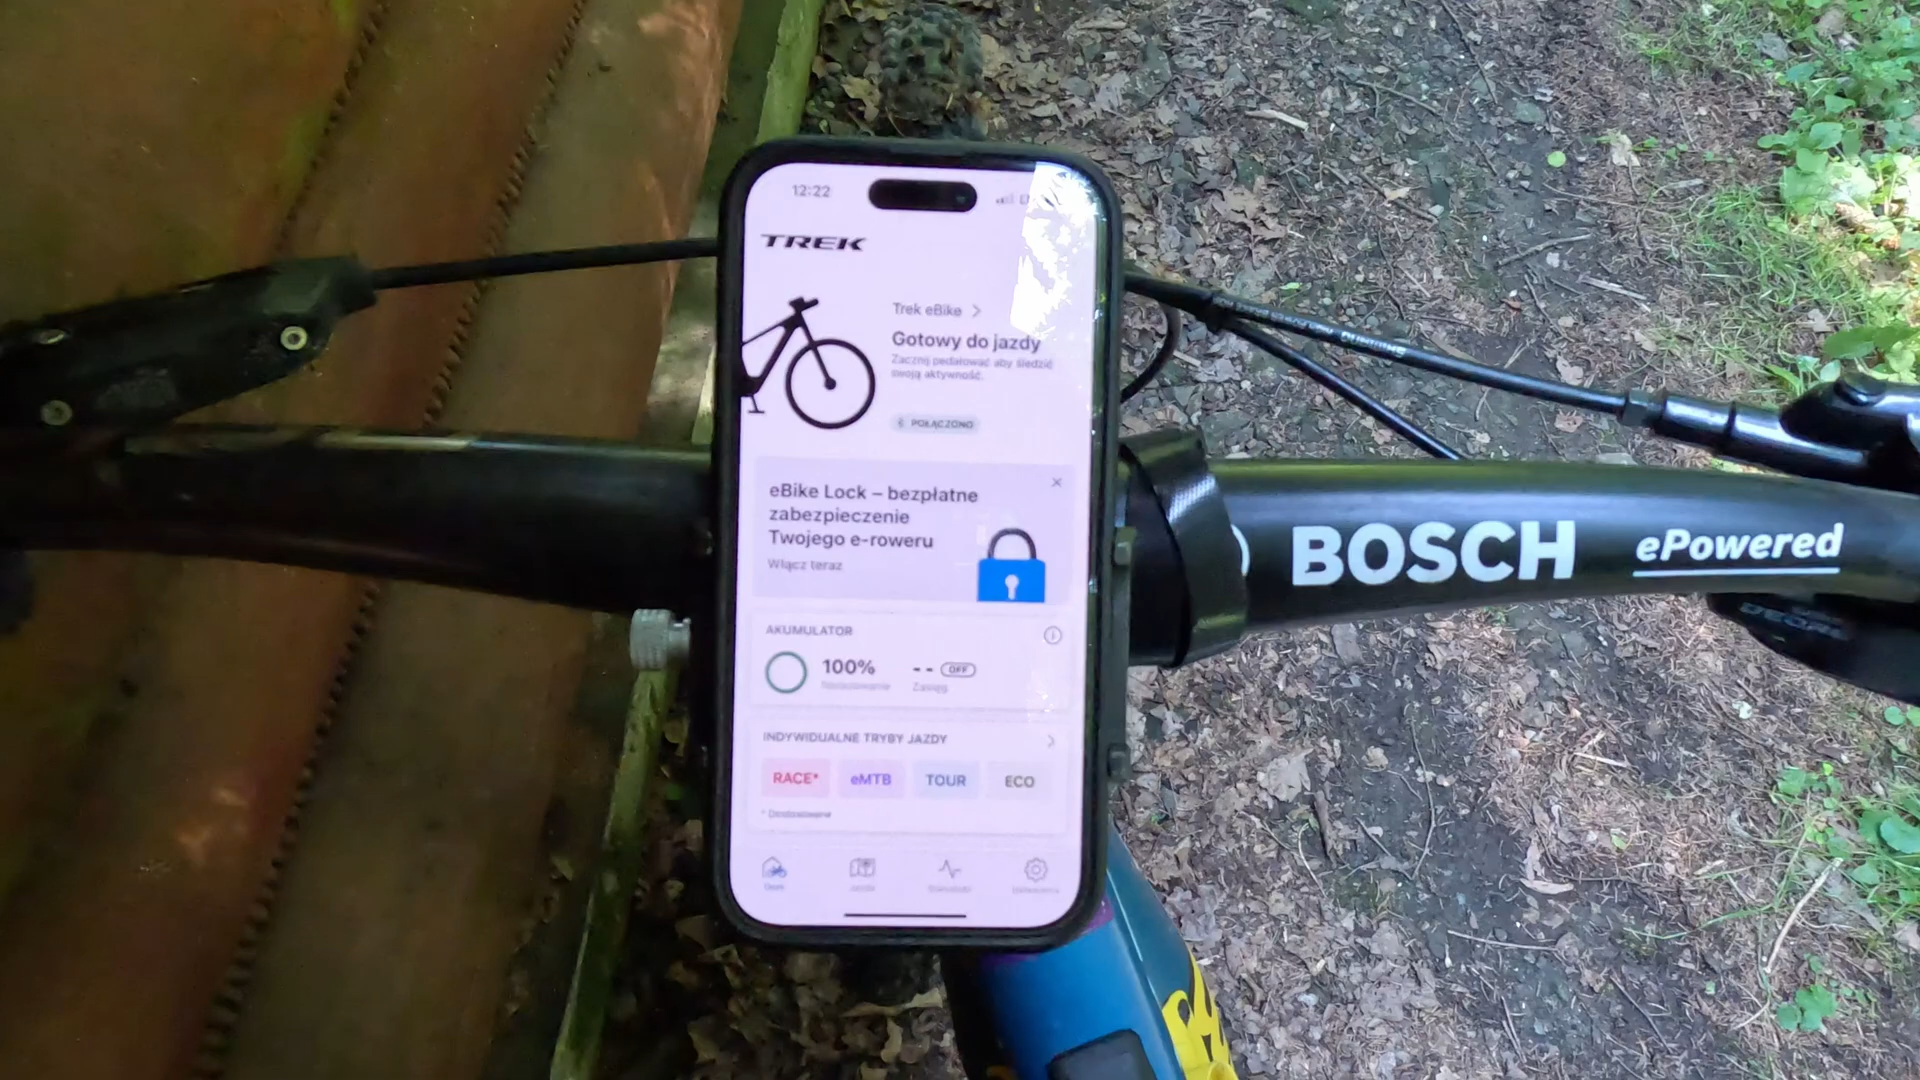 12:22
TREK
Trek eBike
Gotowy do jazdy
Zacznij pedałować aby śledzić
swoją aktywność.
POŁĄCZONO
eBike Lock – bezpłatne
zabezpieczenie
Twojego e-roweru
Włącz teraz
AKUMULATOR
100%
-- OFF
Zasięg
INDYWIDUALNE TRYBY JAZDY
RACE* eMTB TOUR ECO
BOSCH ePowered